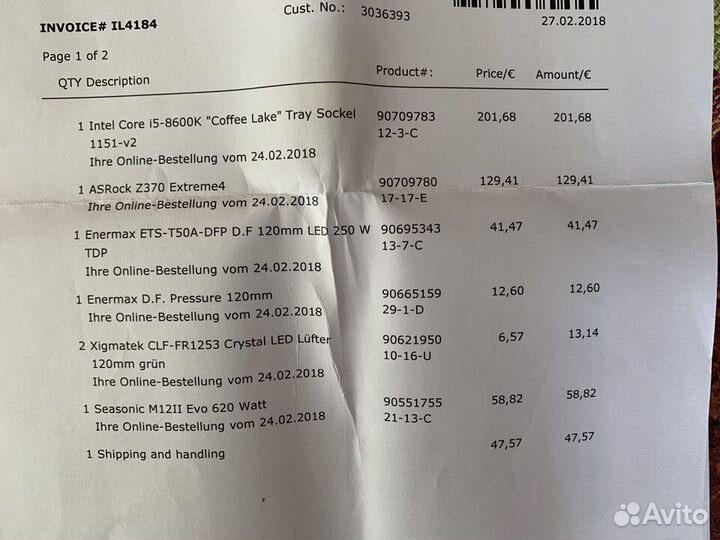 Cust. No.: 3036393
27.02.2018
INVOICE# IL4184
Page 1 of 2
QTY Description Product#: Price/€ Amount/€
1 Intel Core i5-8600K "Coffee Lake" Tray Sockel 90709783 201,68 201,68
1151-v2 12-3-C
Ihre Online-Bestellung vom 24.02.2018
1 ASRock Z370 Extreme4 90709780 129,41 129,41
Ihre Online-Bestellung vom 24.02.2018 17-17-E
1 Enermax ETS-T50A-DFP D.F 120mm LED 250 W 90695343 41,47 41,47
TDP 13-7-C
Ihre Online-Bestellung vom 24.02.2018
1 Enermax D.F. Pressure 120mm 90665159 12,60 12,60
Ihre Online-Bestellung vom 24.02.2018 29-1-D
2 Xigmatek CLF-FR1253 Crystal LED Lüfter 90621950 6,57 13,14
120mm grün 10-16-U
Ihre Online-Bestellung vom 24.02.2018
1 Seasonic M12II Evo 620 Watt 90551755 58,82 58,82
Ihre Online-Bestellung vom 24.02.2018 21-13-C
1 Shipping and handling 47,57 47,57
Avito